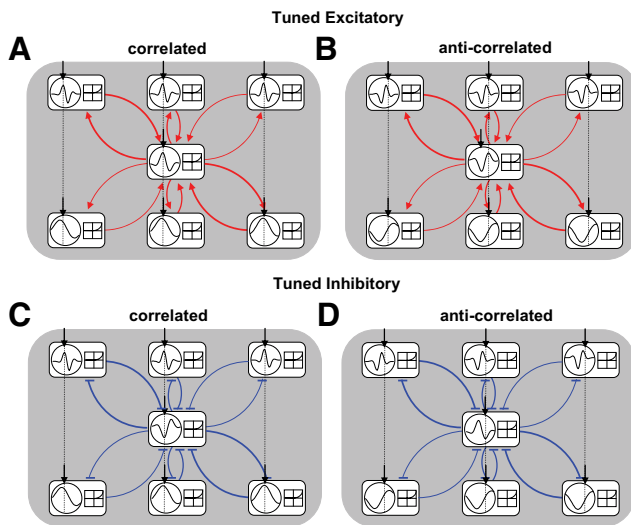 Tuned Excitatory
A
correlated
B
anti-correlated
Tuned Inhibitory
C
correlated
D
anti-correlated